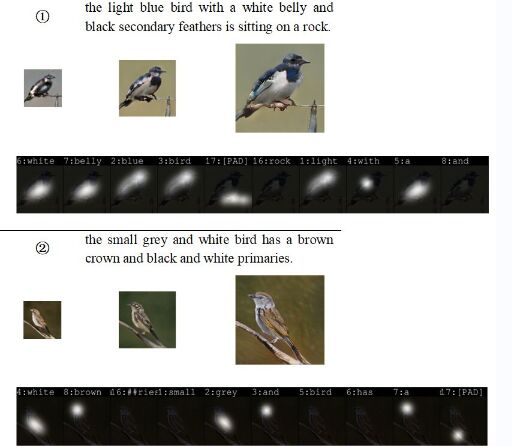 ①
the light blue bird with a white belly and
black secondary feathers is sitting on a rock.
6:white 7:belly 2:blue 3:bird 17:[PAD] 16:rock 1:light 4:with 5:a 8:and
②
the small grey and white bird has a brown
crown and black and white primaries.
4:white 8:brown 16:##ries 1:small 2:grey 3:and 5:bird 6:has 7:a 17:[PAD]